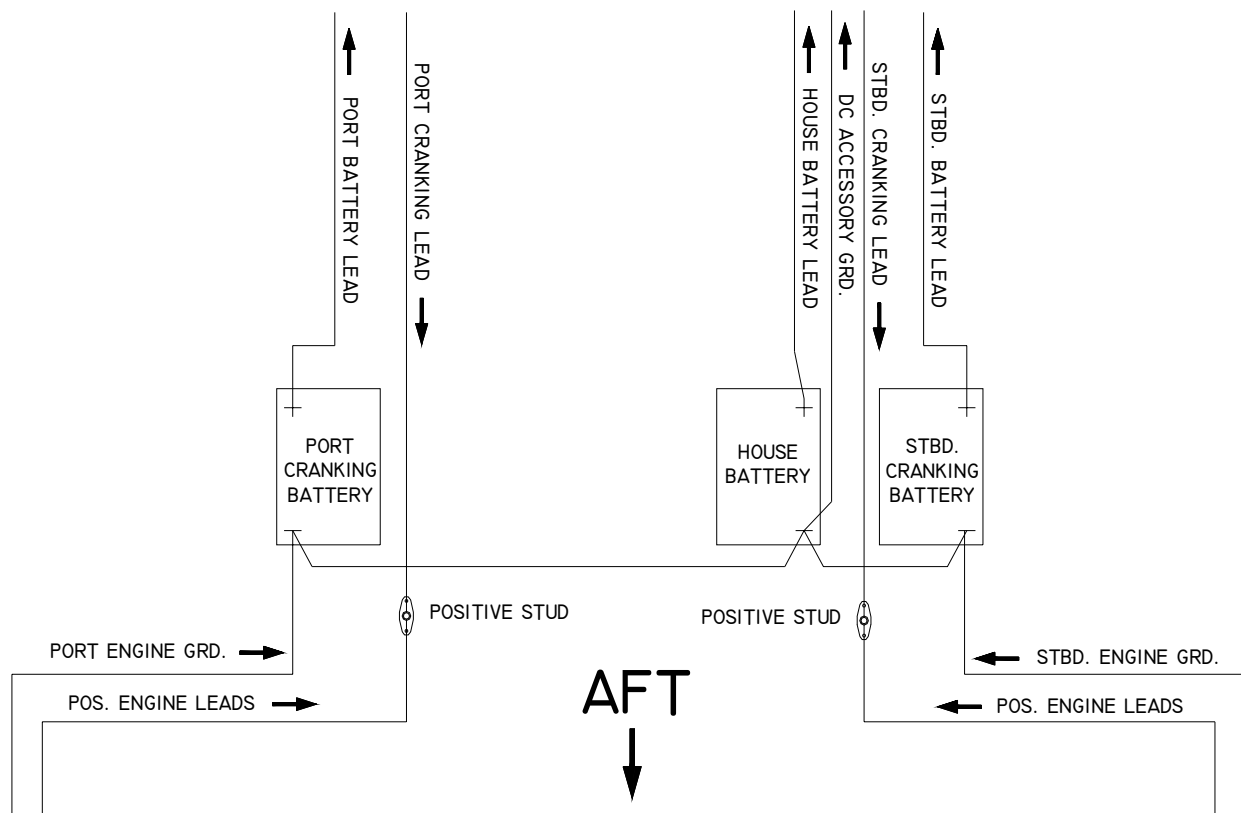 PORT BATTERY LEAD
PORT CRANKING LEAD
HOUSE BATTERY LEAD
DC ACCESSORY GRD.
STBD. CRANKING LEAD
STBD. BATTERY LEAD
PORT
CRANKING
BATTERY
HOUSE
BATTERY
STBD.
CRANKING
BATTERY
POSITIVE STUD
POSITIVE STUD
PORT ENGINE GRD.
STBD. ENGINE GRD.
POS. ENGINE LEADS
AFT
POS. ENGINE LEADS